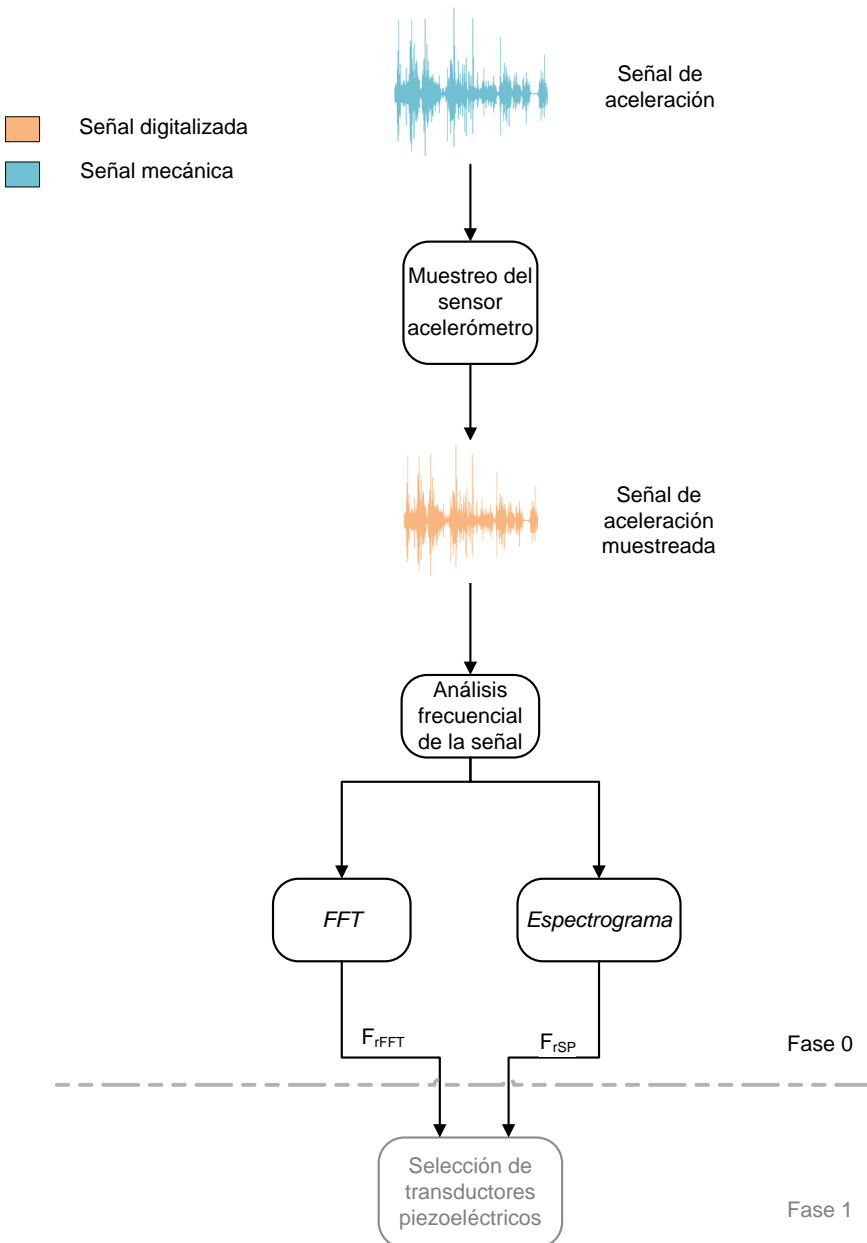 Señal de
aceleración
Señal digitalizada
Señal mecánica
Muestreo del
sensor
acelerómetro
Señal de
aceleración
muestreada
Análisis
frecuencial
de la señal
FFT
Espectrograma
FrFFT
FrSP
Fase 0
Selección de
transductores
piezoeléctricos
Fase 1